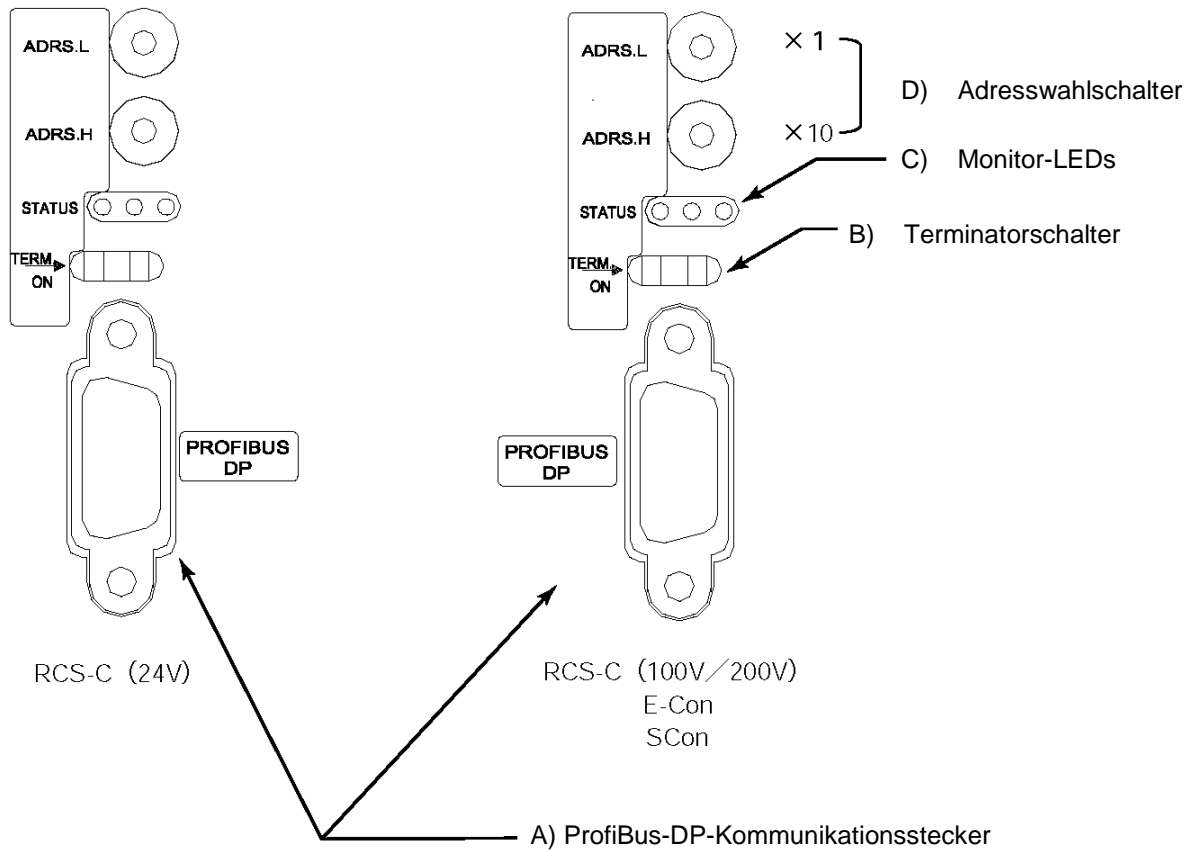 ADRS.L
ADRS.H
STATUS
TERM.
ON
PROFIBUS
DP
RCS-C (24V)
ADRS.L
× 1
ADRS.H
×10
D) Adresswahlschalter
C) Monitor-LEDs
STATUS
B) Terminatorschalter
TERM.
ON
PROFIBUS
DP
RCS-C (100V/200V)
E-Con
SCon
A) ProfiBus-DP-Kommunikationsstecker